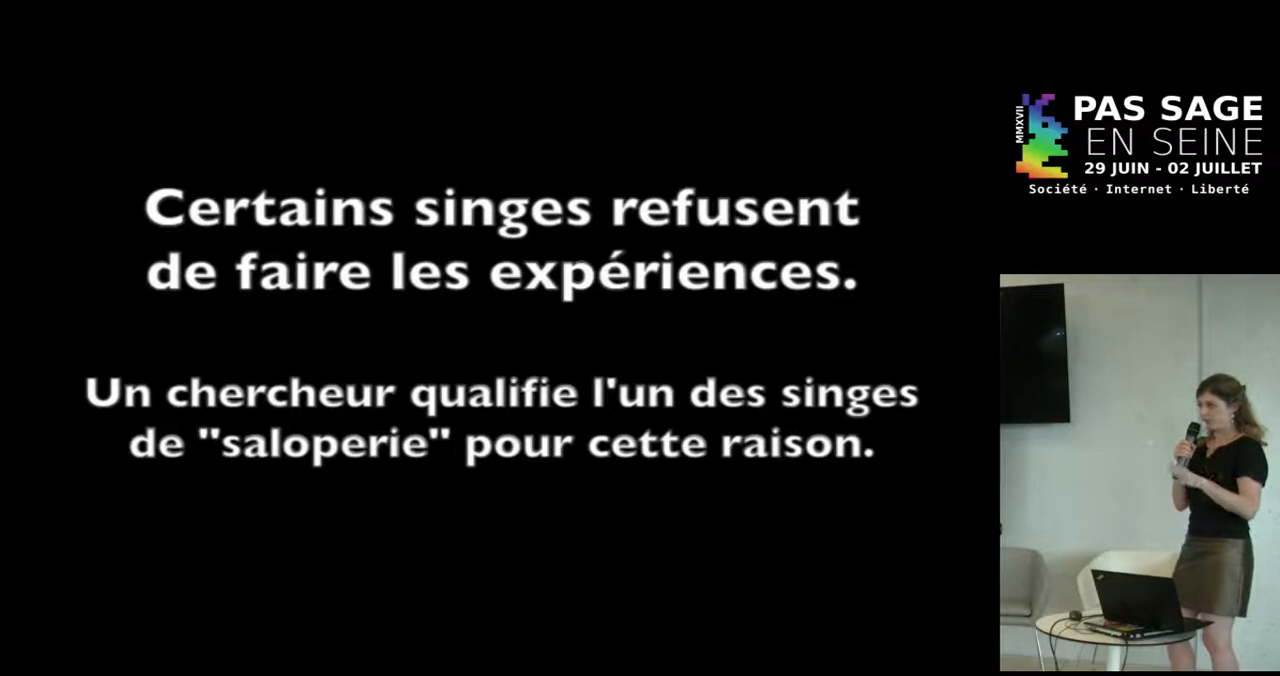 Certains singes refusent
de faire les expériences.
Un chercheur qualifie l'un des singes
de "saloperie" pour cette raison.
MMXVII
PAS SAGE
EN SEINE
29 JUIN - 02 JUILLET
Société · Internet · Liberté